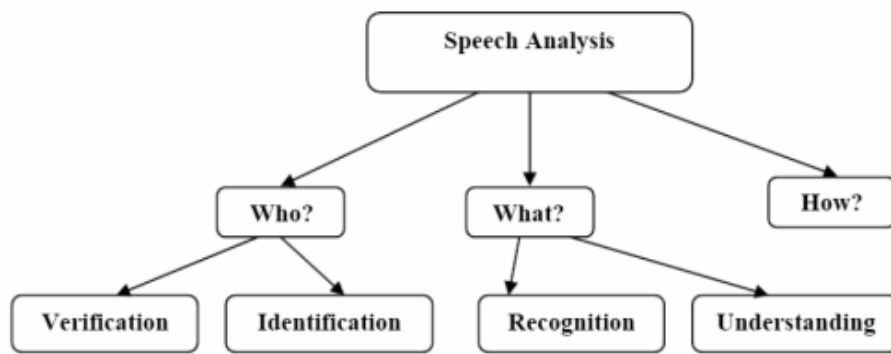 Speech Analysis
Who?
What?
How?
Verification
Identification
Recognition
Understanding